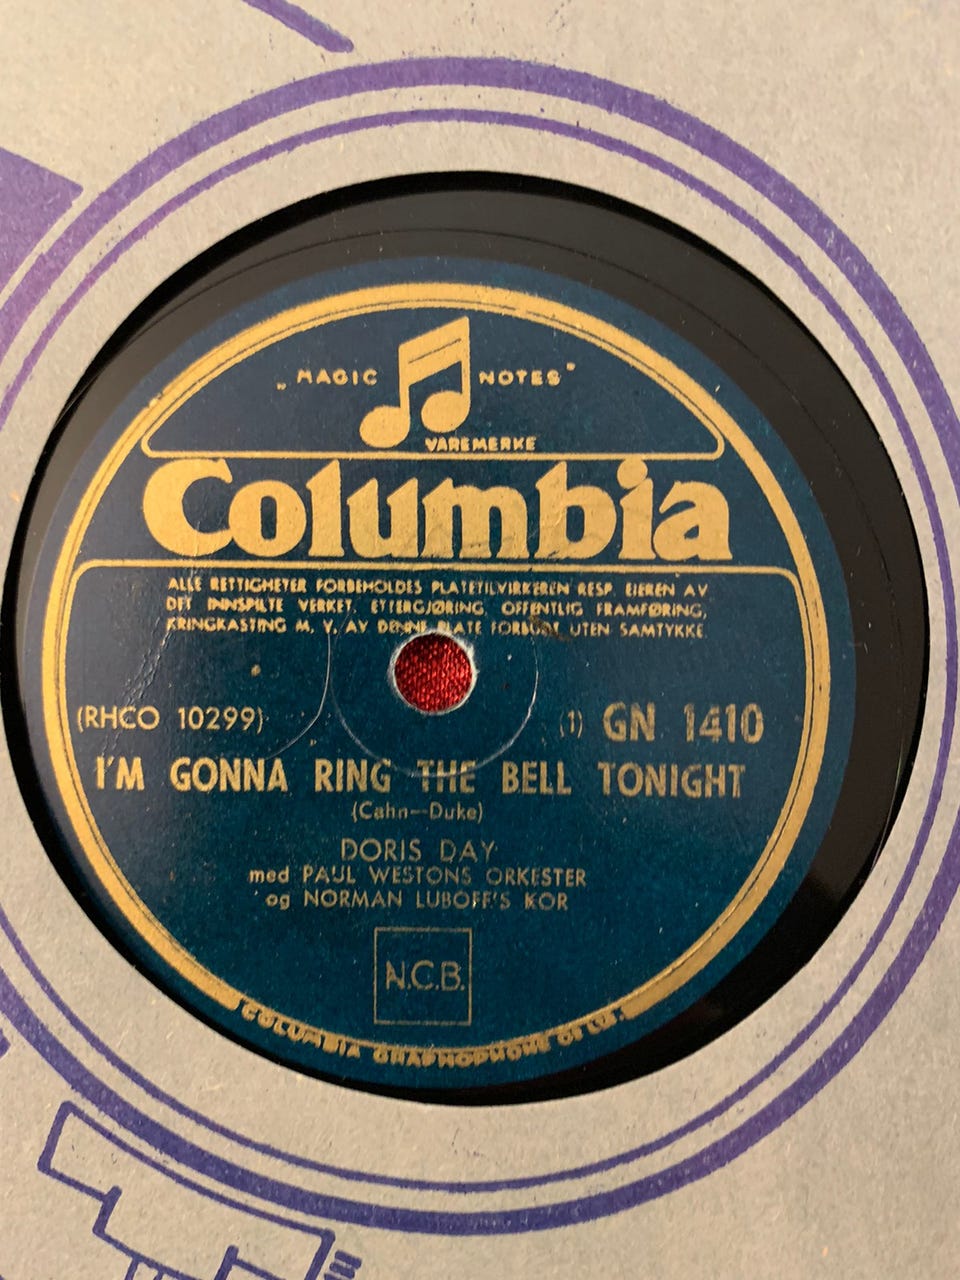 „MAGIC NOTES"
VAREMERKE
Columbia
ALLE RETTIGHETER FORBEHOLDES PLATETILVIRKEREN RESP. EIEREN AV
DET INNSPILTE VERKET. ETTERGJØRING, OFFENTLIG FRAMFØRING,
KRINGKASTING M. V. AV DENNE PLATE FORBUDT UTEN SAMTYKKE.
(RHCO 10299) (1) GN 1410
I'M GONNA RING THE BELL TONIGHT
(Cahn—Duke)
DORIS DAY
med PAUL WESTONS ORKESTER
og NORMAN LUBOFF'S KOR
N.C.B.
COLUMBIA GRAPHOPHONE CO LTD.